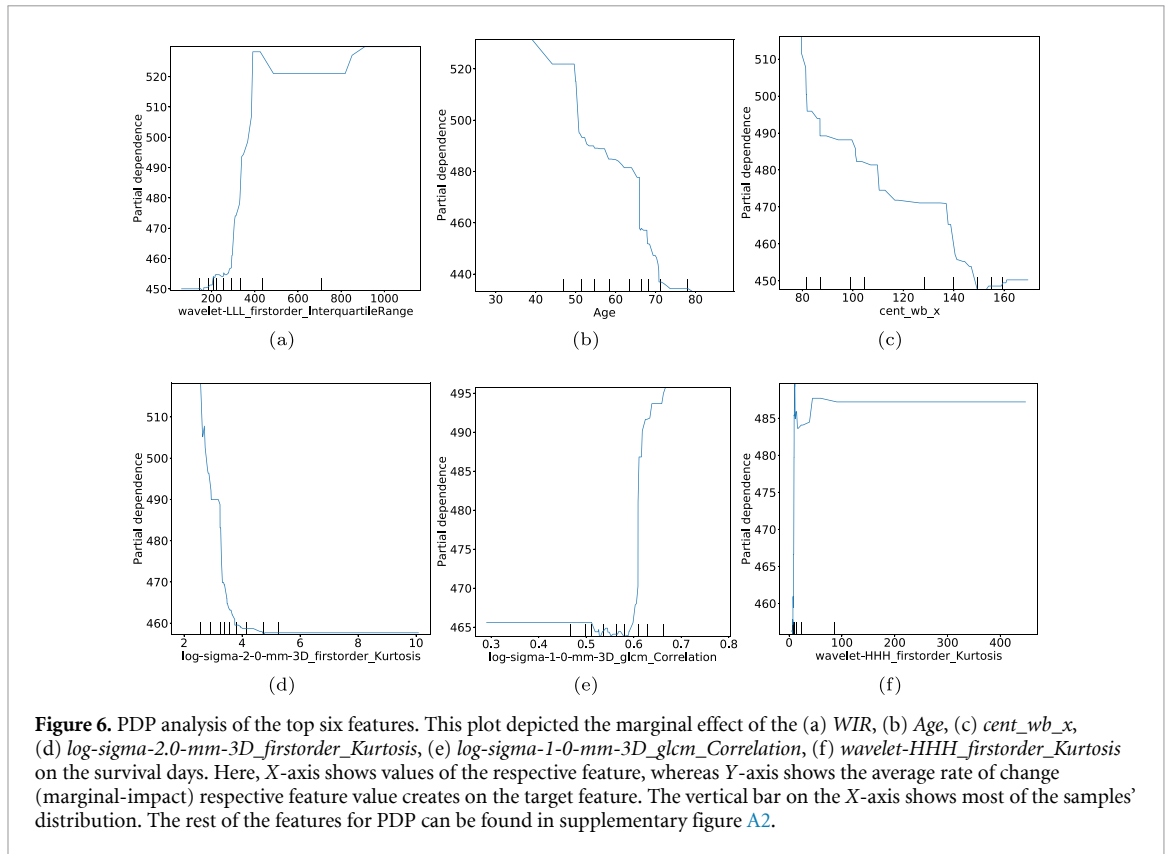 520
510
500
490
480
470
460
450
Partial dependence
200 400 600 800 1000
wavelet-LLL_firstorder_InterquartileRange
(a)
520
500
480
460
440
Partial dependence
30 40 50 60 70 80
Age
(b)
510
500
490
480
470
460
450
Partial dependence
80 100 120 140 160
cent_wb_x
(c)
510
500
490
480
470
460
Partial dependence
2 4 6 8 10
log-sigma-2-0-mm-3D_firstorder_Kurtosis
(d)
495
490
485
480
475
470
465
Partial dependence
0.3 0.4 0.5 0.6 0.7 0.8
log-sigma-1-0-mm-3D_glcm_Correlation
(e)
485
480
475
470
465
460
Partial dependence
0 100 200 300 400
wavelet-HHH_firstorder_Kurtosis
(f)
Figure 6. PDP analysis of the top six features. This plot depicted the marginal effect of the (a) WIR, (b) Age, (c) cent_wb_x,
(d) log-sigma-2.0-mm-3D_firstorder_Kurtosis, (e) log-sigma-1-0-mm-3D_glcm_Correlation, (f) wavelet-HHH_firstorder_Kurtosis
on the survival days. Here, X-axis shows values of the respective feature, whereas Y-axis shows the average rate of change
(marginal-impact) respective feature value creates on the target feature. The vertical bar on the X-axis shows most of the samples'
distribution. The rest of the features for PDP can be found in supplementary figure A2.